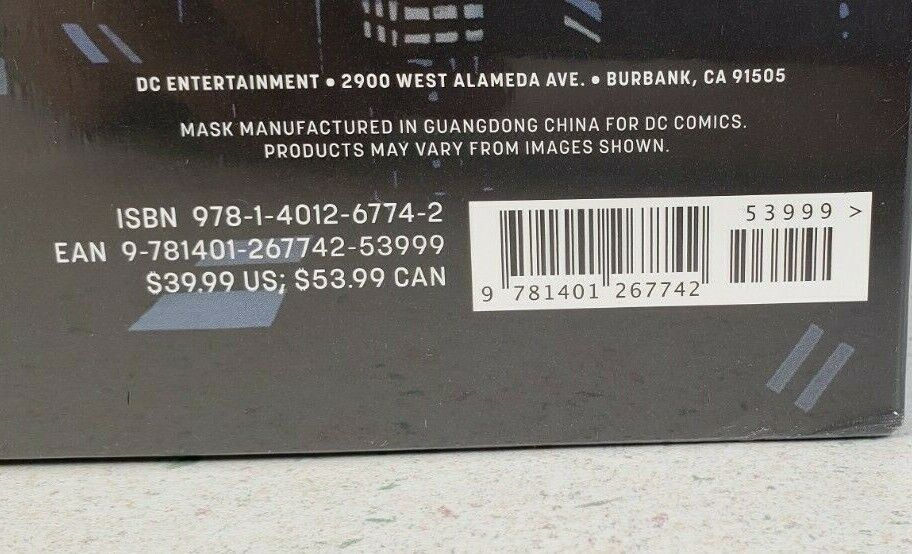 DC ENTERTAINMENT • 2900 WEST ALAMEDA AVE. • BURBANK, CA 91505
MASK MANUFACTURED IN GUANGDONG CHINA FOR DC COMICS.
PRODUCTS MAY VARY FROM IMAGES SHOWN.
ISBN 978-1-4012-6774-2
EAN 9-781401-267742-53999
$39.99 US; $53.99 CAN
53999 >
9 781401 267742